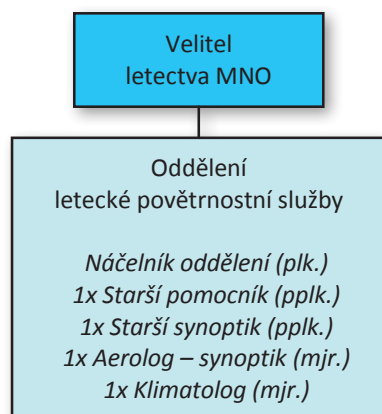 Velitel
letectva MNO
Oddělení
letecké povětrnostní služby
Náčelník oddělení (plk.)
1x Starší pomocník (pplk.)
1x Starší synoptik (pplk.)
1x Aerolog – synoptik (mjr.)
1x Klimatolog (mjr.)